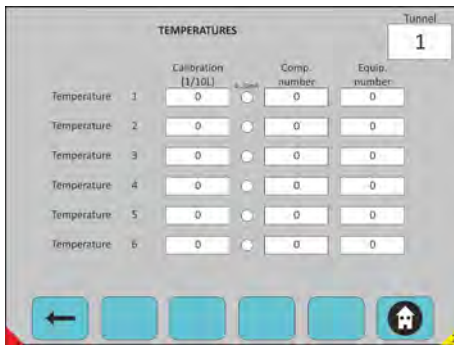 Tunnel
TEMPERATURES
1
Calibration Comp. Equip.
(1/10L) number number
Temperature 1 0 0 0
Temperature 2 0 0 0
Temperature 3 0 0 0
Temperature 4 0 0 0
Temperature 5 0 0 0
Temperature 6 0 0 0